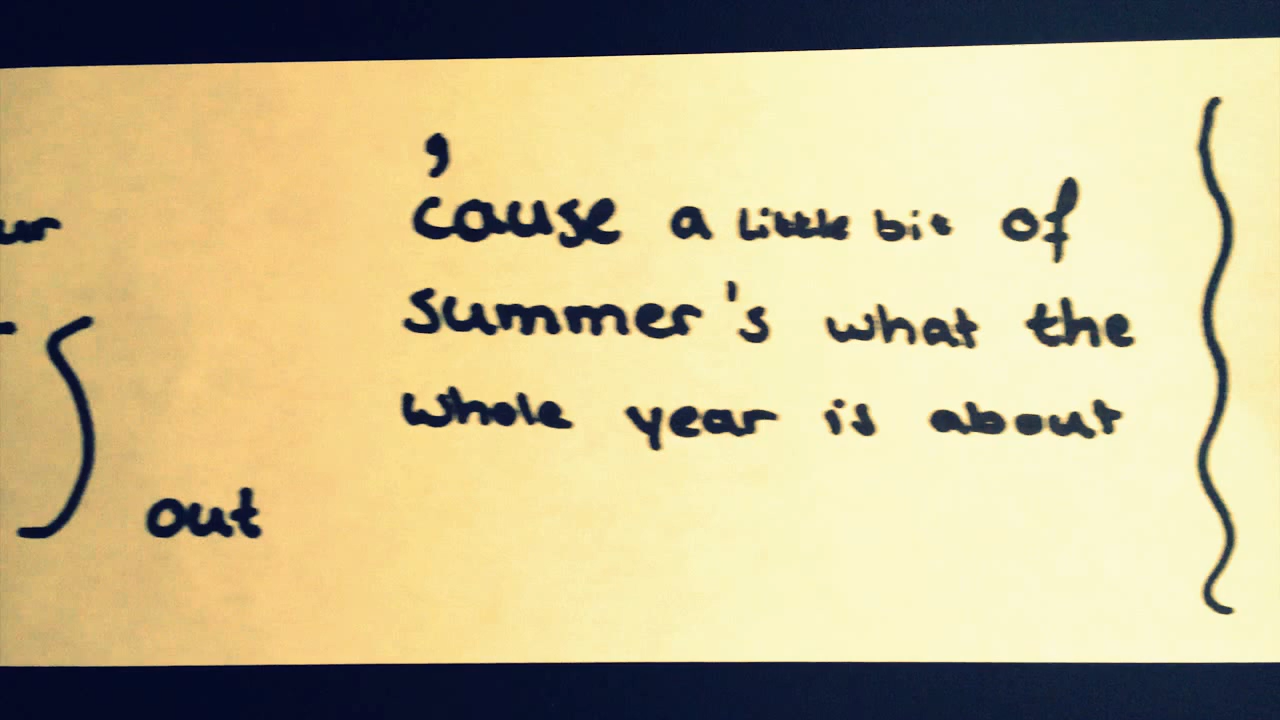 'cause a little bit of
summer's what the
whole year is about
out